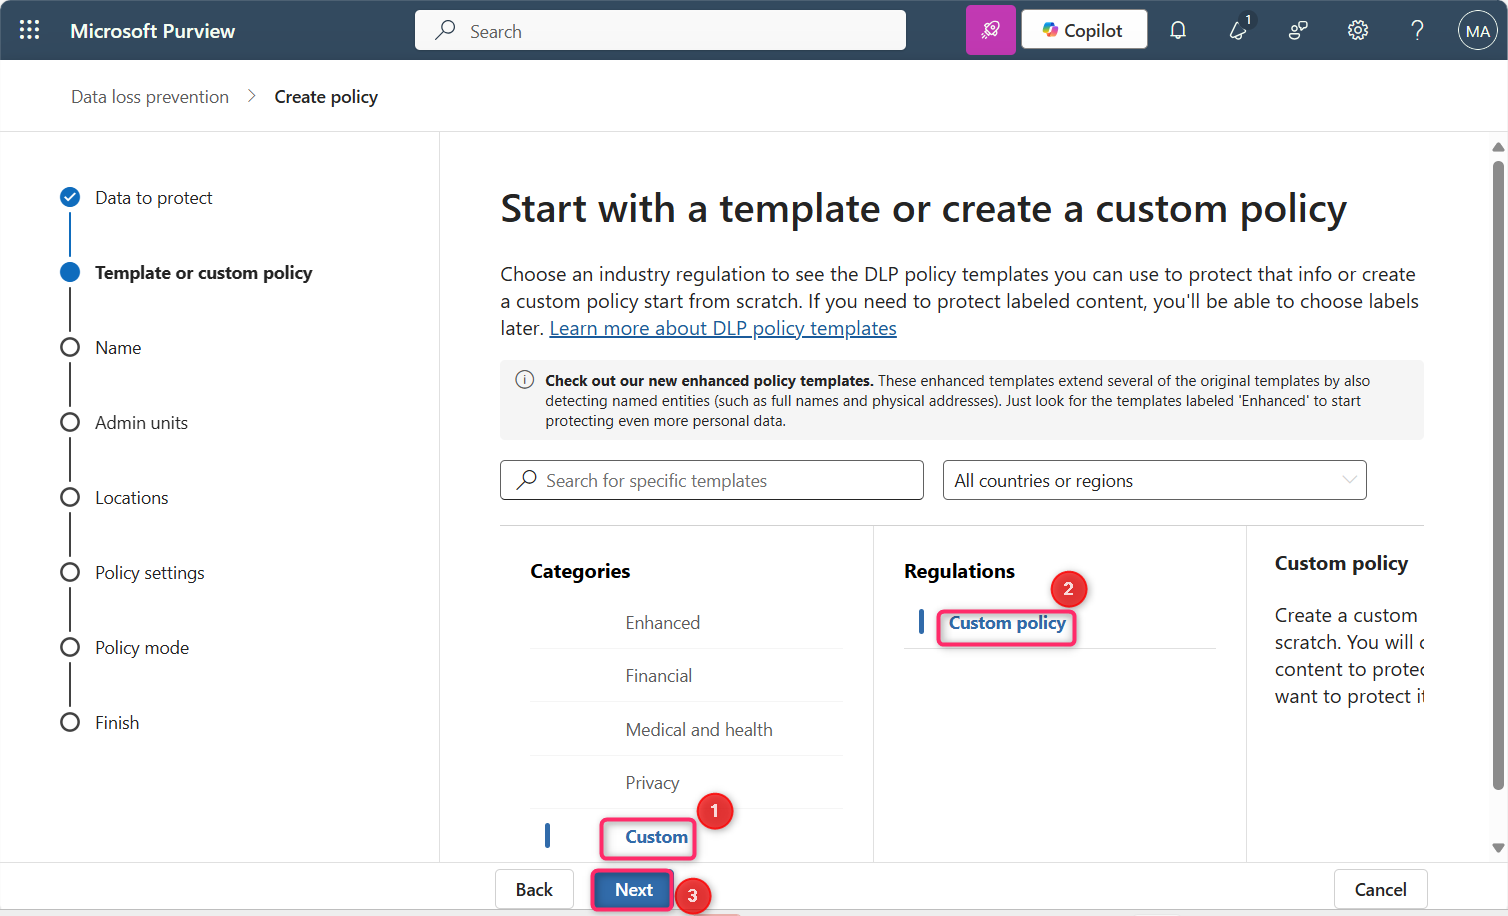 Microsoft Purview
Search
Copilot
1
MA
Data loss prevention > Create policy
Data to protect
Template or custom policy
Name
Admin units
Locations
Policy settings
Policy mode
Finish
Start with a template or create a custom policy
Choose an industry regulation to see the DLP policy templates you can use to protect that info or create
a custom policy start from scratch. If you need to protect labeled content, you'll be able to choose labels
later. Learn more about DLP policy templates
Check out our new enhanced policy templates. These enhanced templates extend several of the original templates by also
detecting named entities (such as full names and physical addresses). Just look for the templates labeled 'Enhanced' to start
protecting even more personal data.
Search for specific templates
All countries or regions
Categories
Enhanced
Financial
Medical and health
Privacy
Custom
1
Regulations
Custom policy
2
Custom policy
Create a custom
scratch. You will
content to
want to protect
Back
Next
3
Cancel